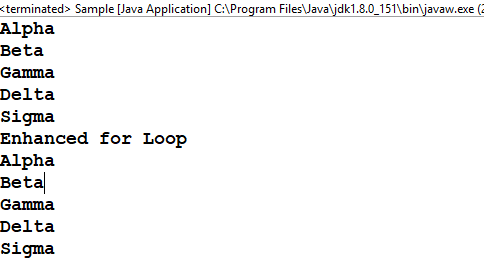 <terminated> Sample [Java Application] C:\Program Files\Java\jdk1.8.0_151\bin\javaw.exe (2
Alpha
Beta
Gamma
Delta
Sigma
Enhanced for Loop
Alpha
Beta
Gamma
Delta
Sigma